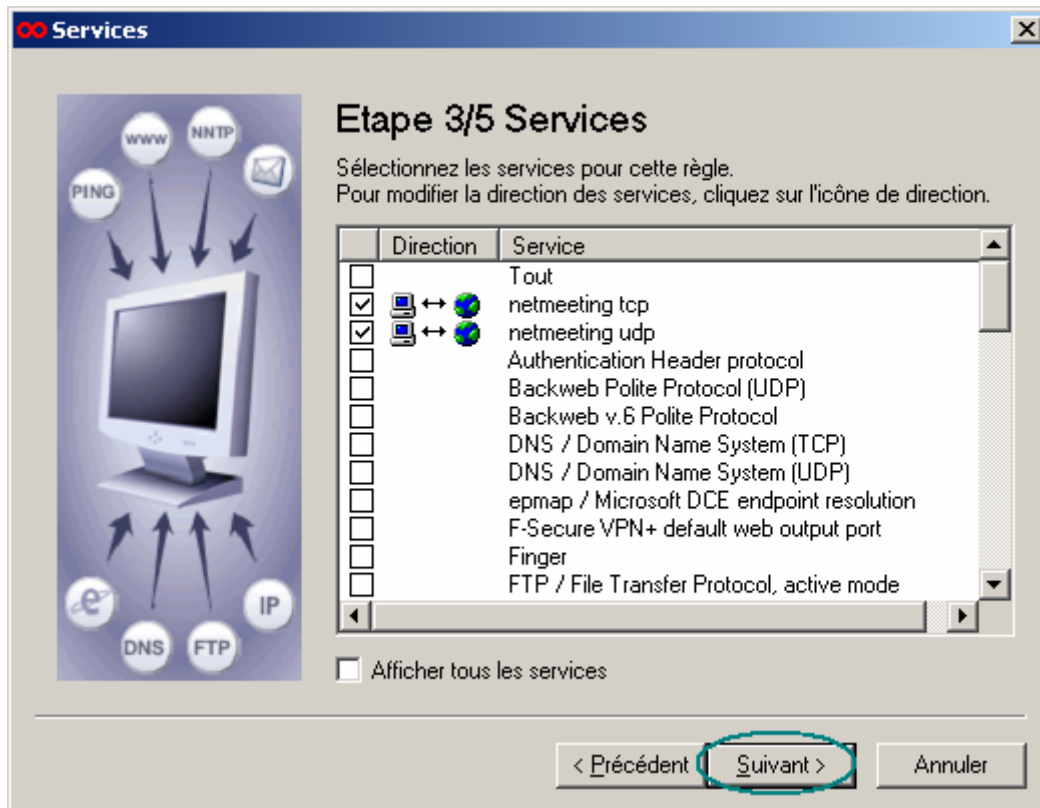 Services
www
NNTP
PING
IP
DNS
FTP
Etape 3/5 Services
Sélectionnez les services pour cette règle.
Pour modifier la direction des services, cliquez sur l'icône de direction.
Direction Service
Tout
netmeeting tcp
netmeeting udp
Authentication Header protocol
Backweb Polite Protocol (UDP)
Backweb v.6 Polite Protocol
DNS / Domain Name System (TCP)
DNS / Domain Name System (UDP)
epmap / Microsoft DCE endpoint resolution
F-Secure VPN+ default web output port
Finger
FTP / File Transfer Protocol, active mode
Afficher tous les services
< Précédent Suivant > Annuler